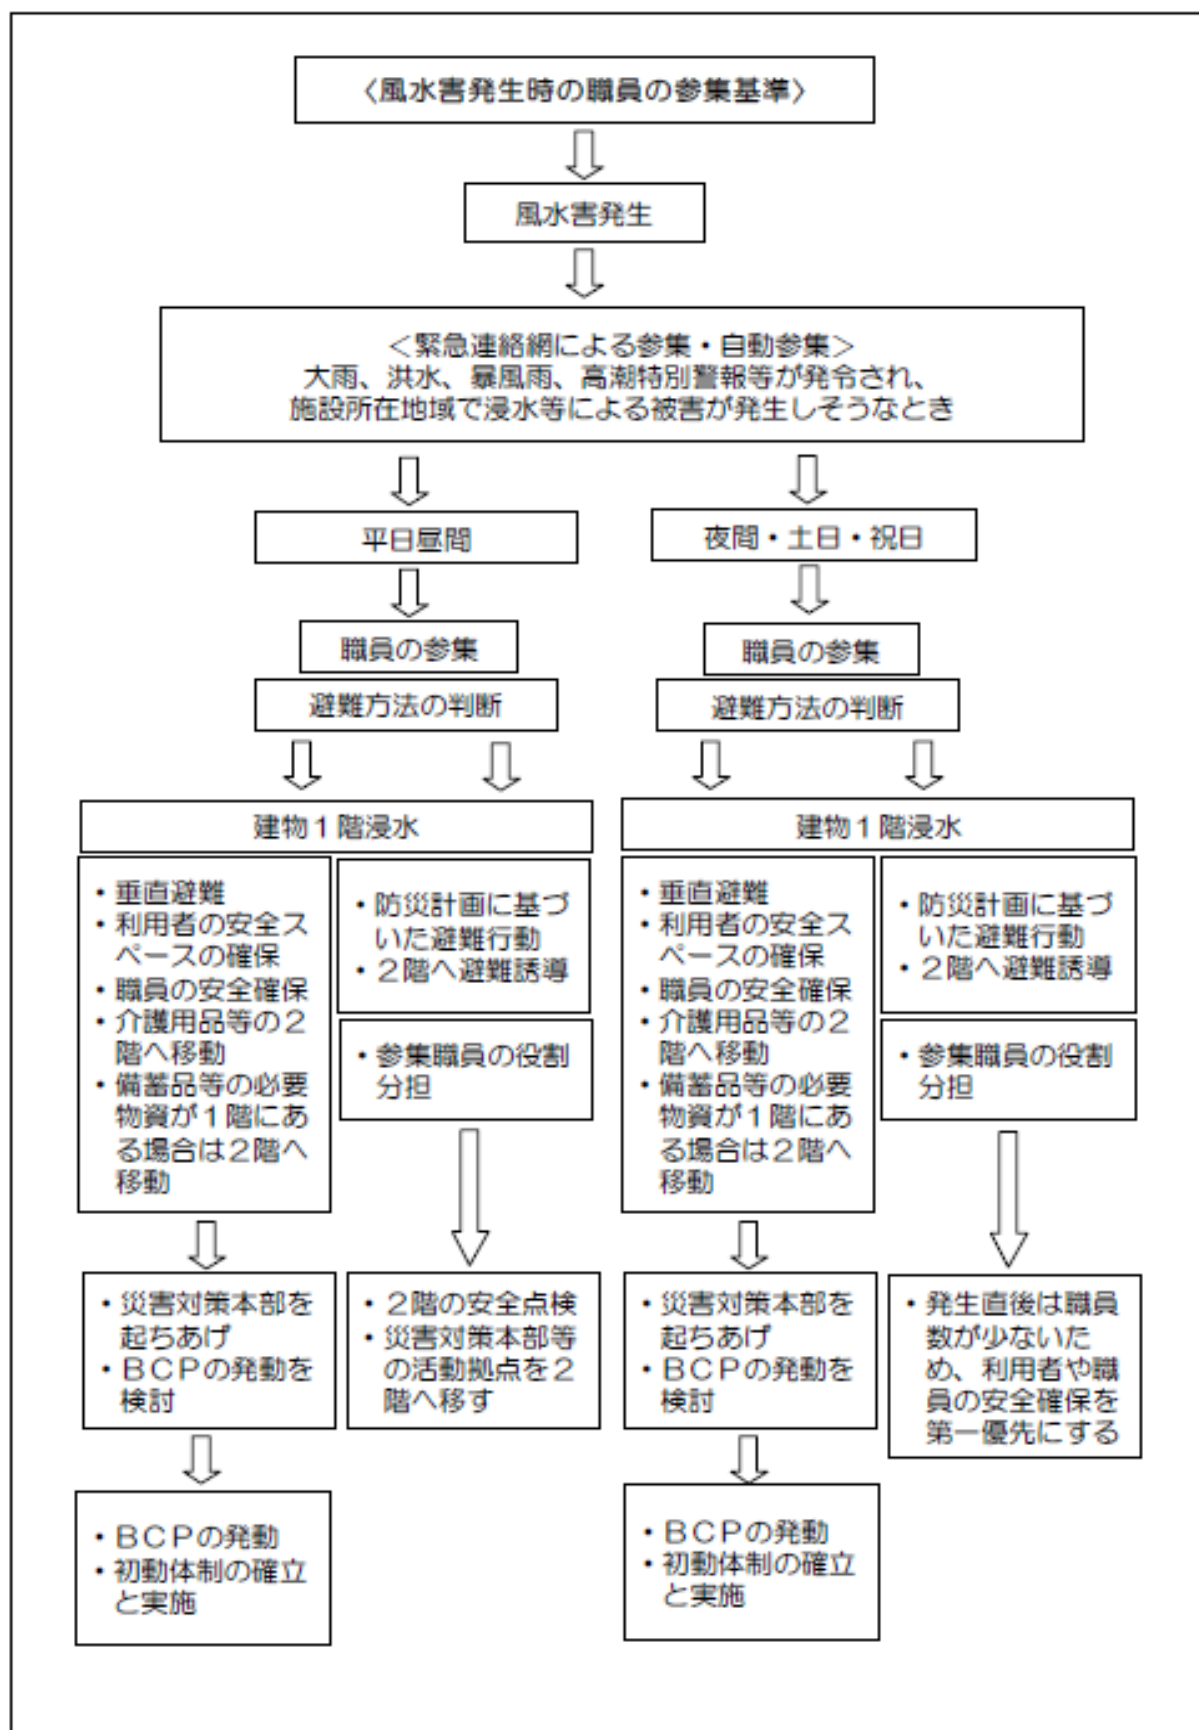 〈風水害発生時の職員の参集基準〉
風水害発生
＜緊急連絡網による参集・自動参集＞
大雨、洪水、暴風雨、高潮特別警報等が発令され、
施設所在地域で浸水等による被害が発生しそうなとき
平日昼間
職員の参集
避難方法の判断
建物１階浸水
・垂直避難
・利用者の安全ス
ペースの確保
・職員の安全確保
・介護用品等の２
階へ移動
・備蓄品等の必要
物資が１階にあ
る場合は２階へ
移動
・防災計画に基づ
いた避難行動
・２階へ避難誘導
・参集職員の役割
分担
・災害対策本部を
起ちあげ
・ＢＣＰの発動を
検討
・２階の安全点検
・災害対策本部等
の活動拠点を２
階へ移す
・ＢＣＰの発動
・初動体制の確立
と実施
夜間・土日・祝日
職員の参集
避難方法の判断
建物１階浸水
・垂直避難
・利用者の安全ス
ペースの確保
・職員の安全確保
・介護用品等の２
階へ移動
・備蓄品等の必要
物資が１階にあ
る場合は２階へ
移動
・防災計画に基づ
いた避難行動
・２階へ避難誘導
・参集職員の役割
分担
・災害対策本部を
起ちあげ
・ＢＣＰの発動を
検討
・発生直後は職員
数が少ないた
め、利用者や職
員の安全確保を
第一優先にする
・ＢＣＰの発動
・初動体制の確立
と実施